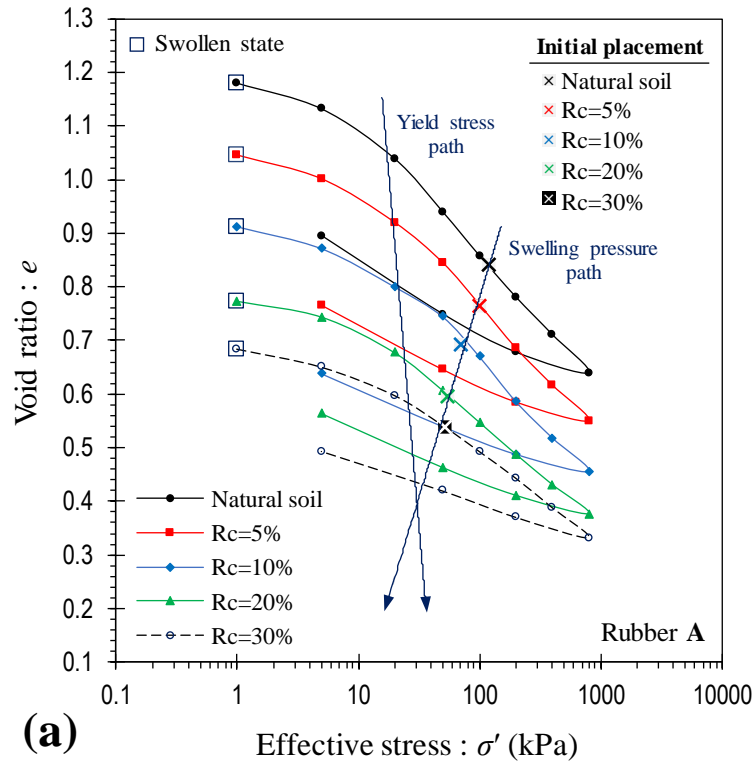 Swollen state
Initial placement
Natural soil
Rc=5%
Rc=10%
Rc=20%
Rc=30%
Yield stress
path
Swelling pressure
path
Void ratio : e
1.3
1.2
1.1
1.0
0.9
0.8
0.7
0.6
0.5
0.4
0.3
0.2
0.1
Natural soil
Rc=5%
Rc=10%
Rc=20%
Rc=30%
Rubber A
0.1
1
10
100
1000
10000
(a)
Effective stress : σ′ (kPa)